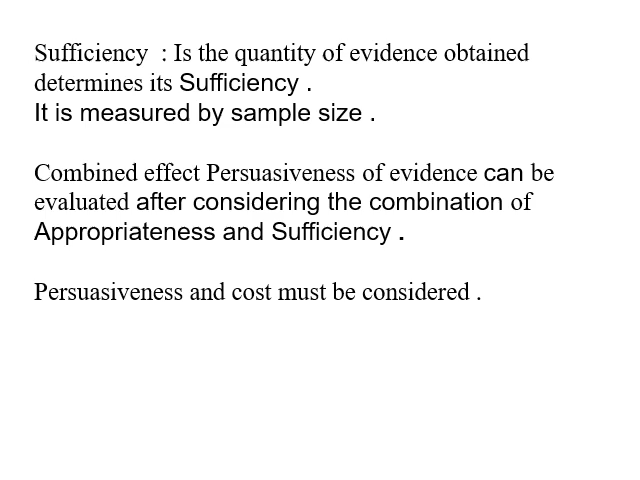 Sufficiency  : Is the quantity of evidence obtained
determines its Sufficiency .
It is measured by sample size .
Combined effect Persuasiveness of evidence can be
evaluated after considering the combination of
Appropriateness and Sufficiency .
Persuasiveness and cost must be considered .